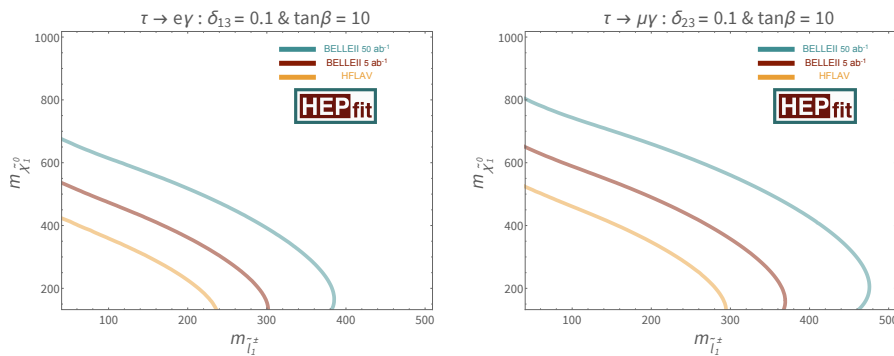 τ → eγ : δ₁₃ = 0.1 & tanβ = 10
1000
800
600
400
200
BELLEII 50 ab⁻¹
BELLEII 5 ab⁻¹
HFLAV
HEPfit
m χ̃₁⁰
100
200
300
400
500
m l̃₁±
τ → μγ : δ₂₃ = 0.1 & tanβ = 10
1000
800
600
400
200
BELLEII 50 ab⁻¹
BELLEII 5 ab⁻¹
HFLAV
HEPfit
m χ̃₁⁰
100
200
300
400
500
m l̃₁±